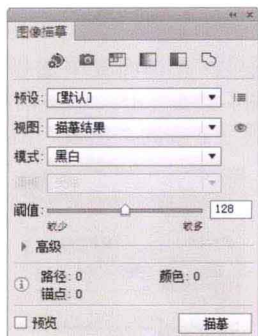 图像描摹
预设: [默认]
视图: 描摹结果
模式: 黑白
阈值: 128
较少 较多
高级
路径: 0 颜色: 0
锚点: 0
预览 描摹